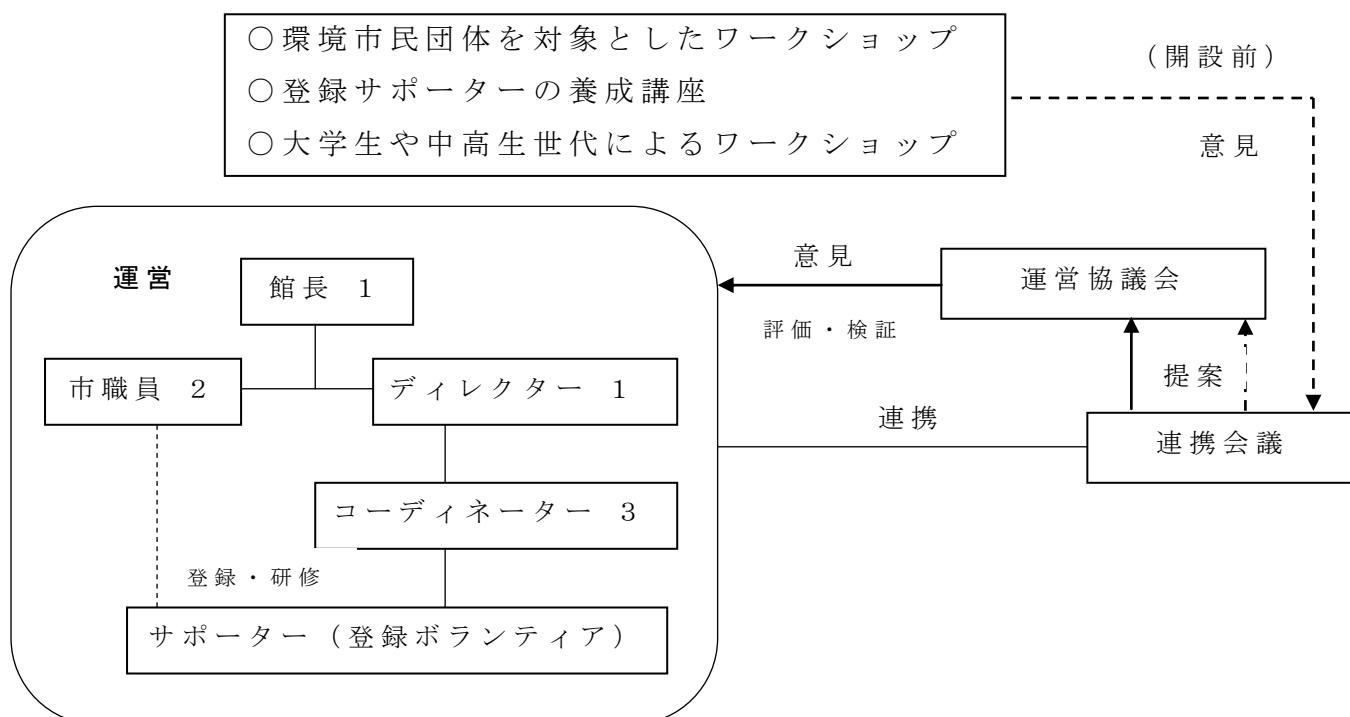 ○環境市民団体を対象としたワークショップ
○登録サポーターの養成講座
○大学生や中高生世代によるワークショップ
(開設前)
意見
運営
館長 1
意見
運営協議会
評価・検証
市職員 2
ディレクター 1
提案
連携
連携会議
コーディネーター 3
登録・研修
サポーター(登録ボランティア)